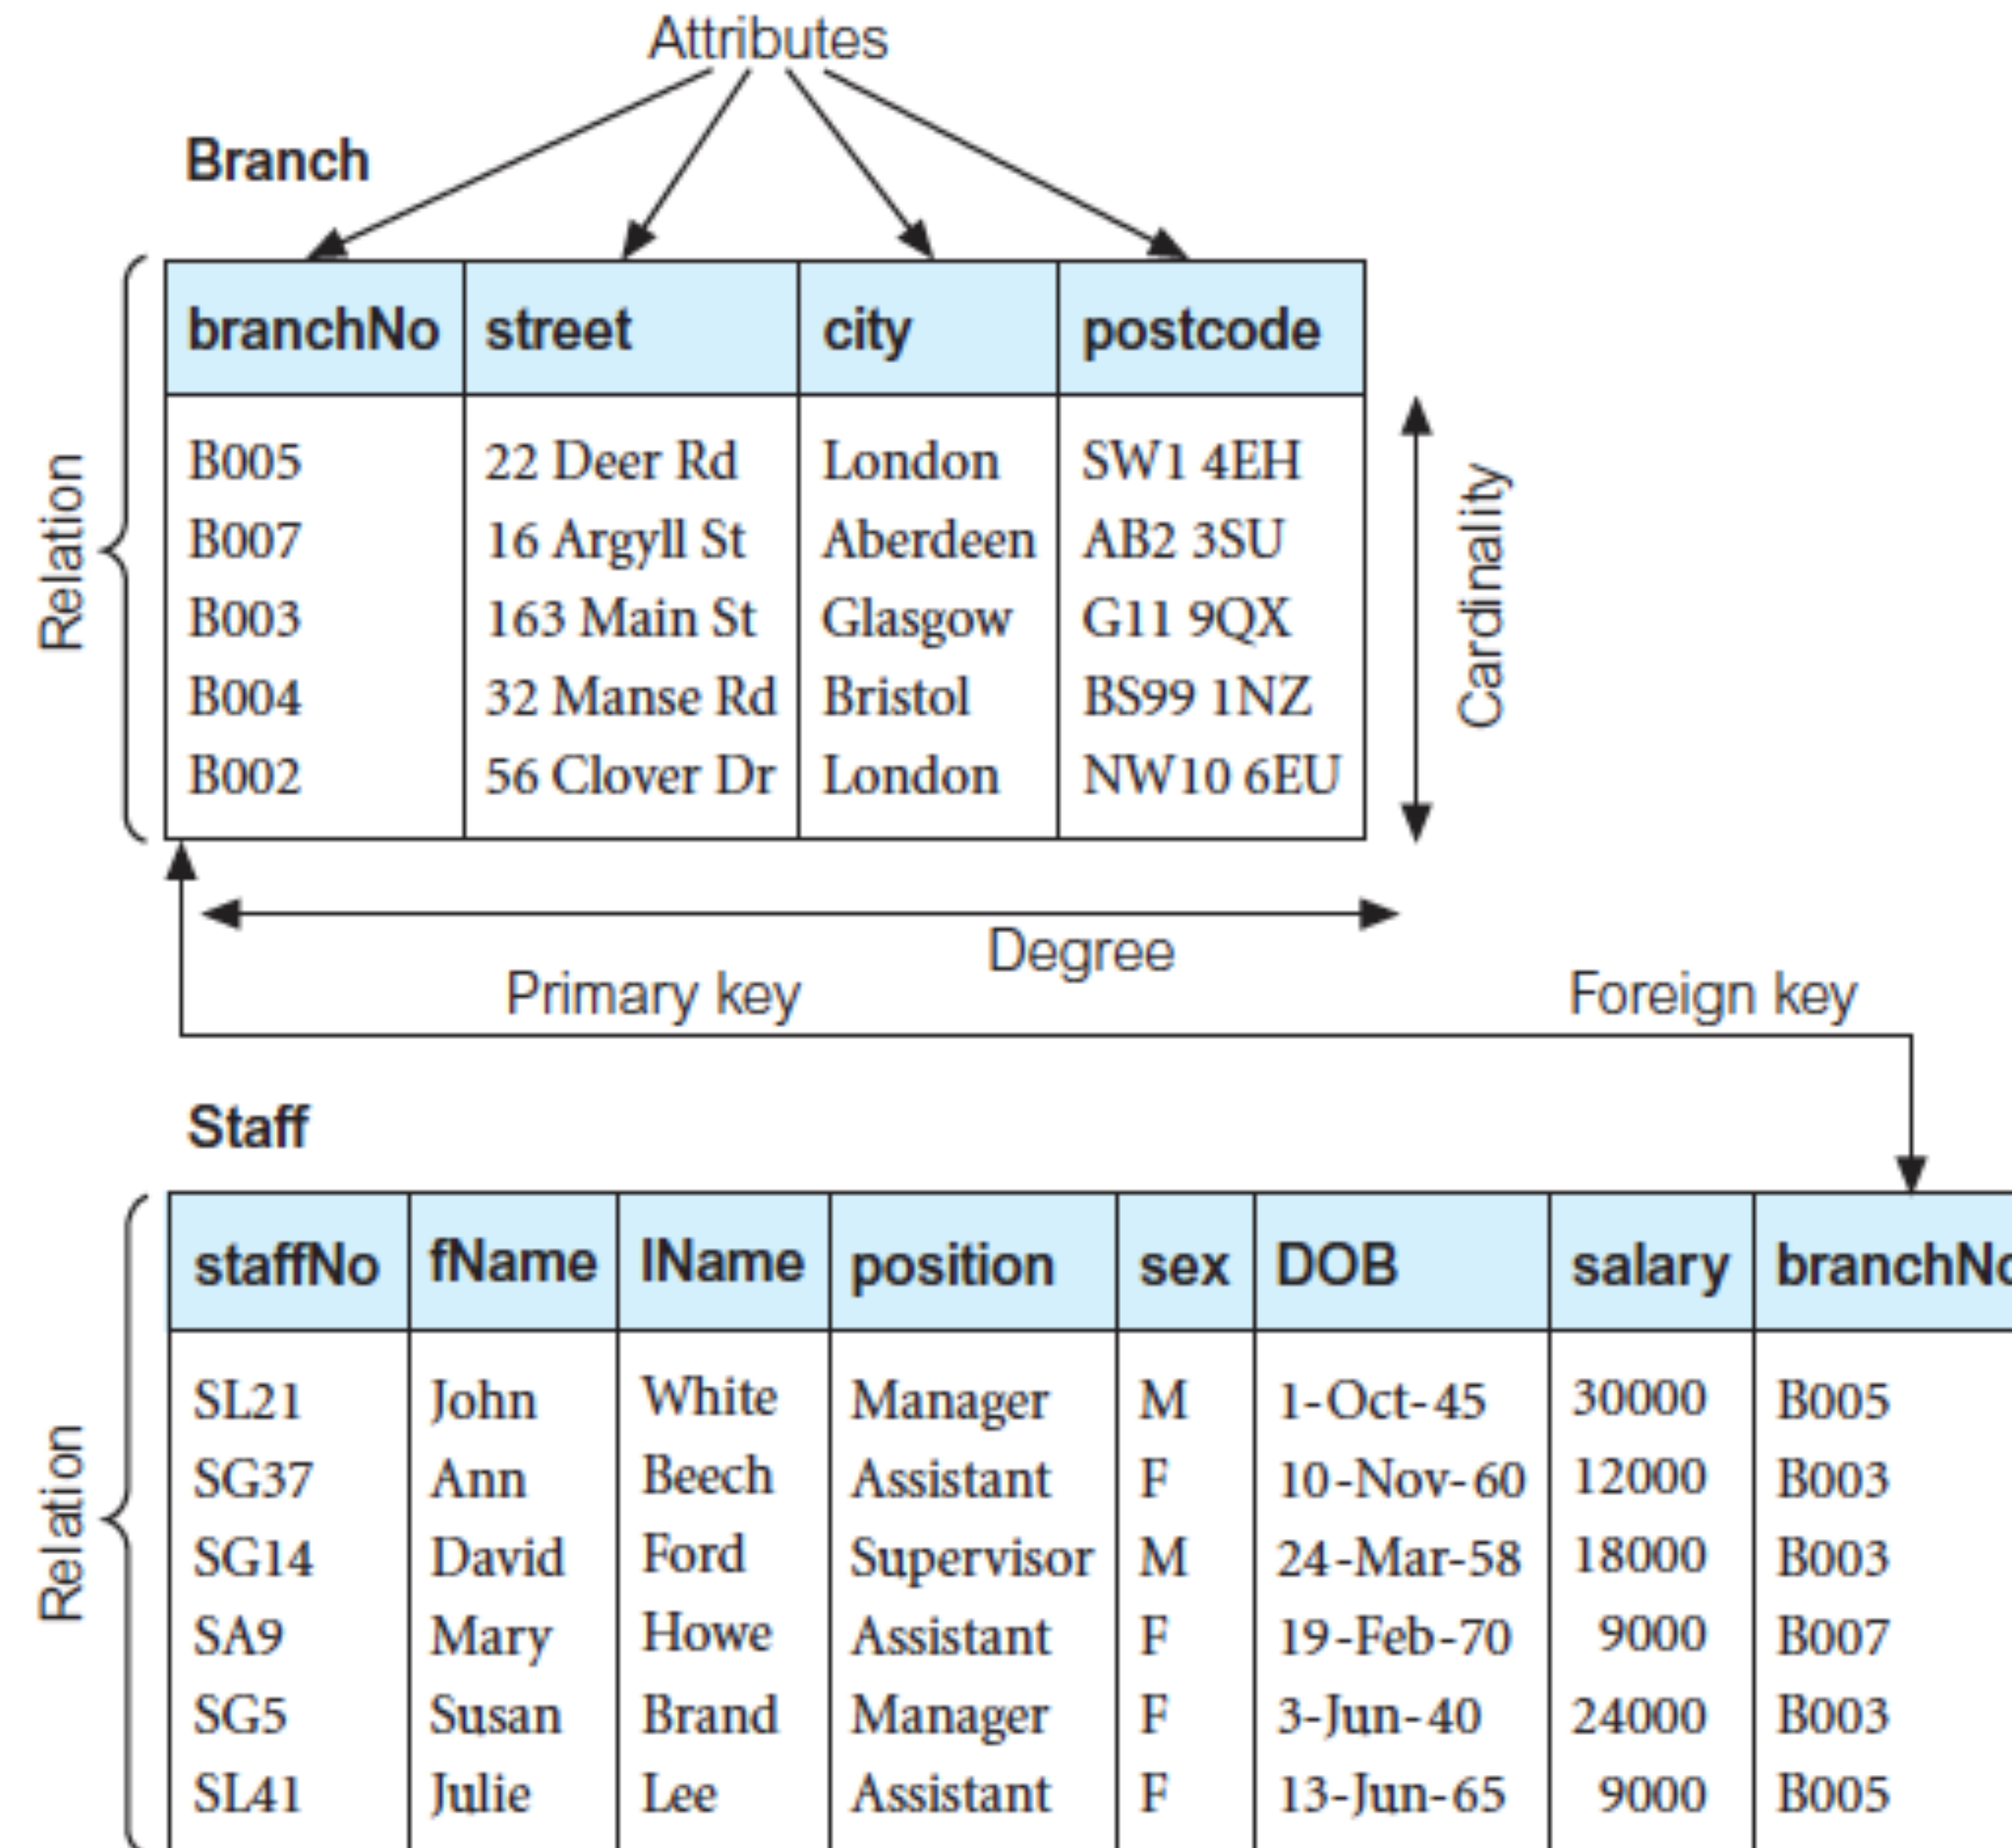 Attributes
Branch
branchNo street city postcode
B005 22 Deer Rd London SW1 4EH
B007 16 Argyll St Aberdeen AB2 3SU
B003 163 Main St Glasgow G11 9QX
B004 32 Manse Rd Bristol BS99 1NZ
B002 56 Clover Dr London NW10 6EU
Relation
Cardinality
Degree
Primary key Foreign key
Staff
staffNo fName lName position sex DOB salary branchNo
SL21 John White Manager M 1-Oct-45 30000 B005
SG37 Ann Beech Assistant F 10-Nov-60 12000 B003
SG14 David Ford Supervisor M 24-Mar-58 18000 B003
SA9 Mary Howe Assistant F 19-Feb-70 9000 B007
SG5 Susan Brand Manager F 3-Jun-40 24000 B003
SL41 Julie Lee Assistant F 13-Jun-65 9000 B005
Relation